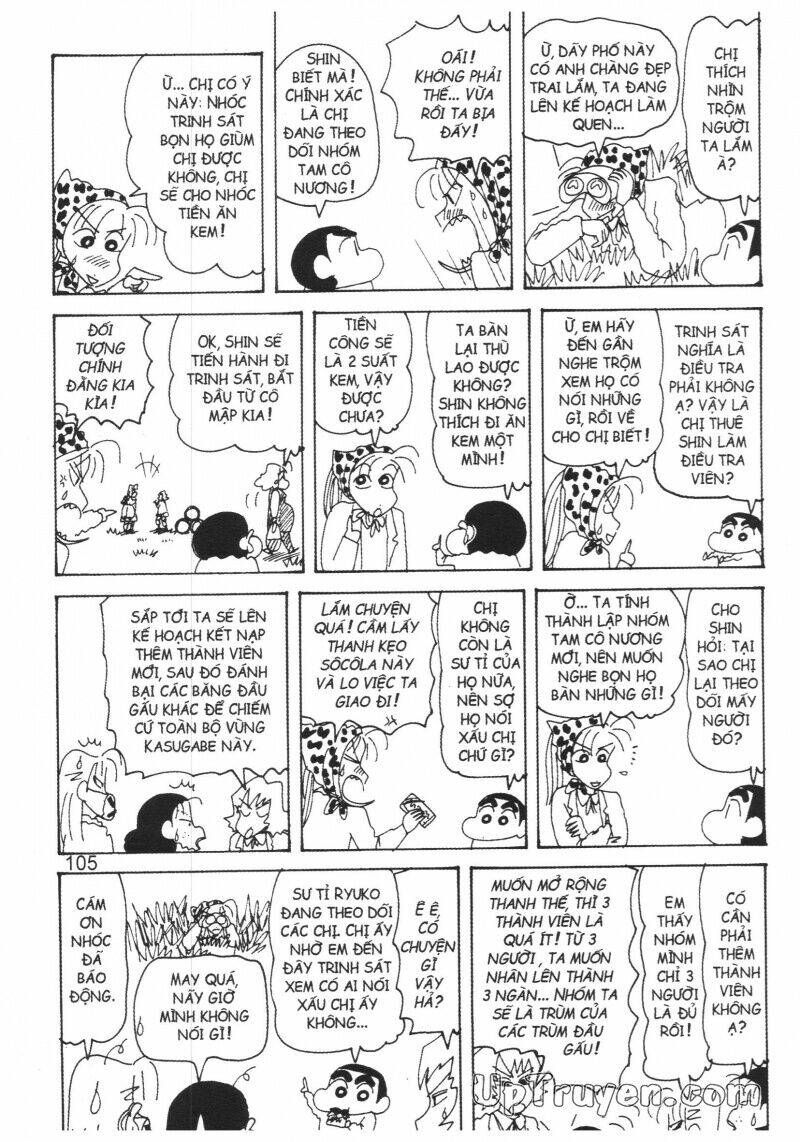 CHỊ
THÍCH
NHÌN
TRỘM
NGƯỜI
TA LẮM
À?
Ừ, DÃY PHỐ NÀY
CÓ ANH CHÀNG ĐẸP
TRAI LẮM, TA ĐANG
LÊN KẾ HOẠCH LÀM
QUEN...
OÁI!
KHÔNG PHẢI
THẾ... VỪA
RỒI TA BỊA
ĐẤY!
SHIN
BIẾT MÀ!
CHÍNH XÁC
LÀ CHỊ
ĐANG THEO
DÕI NHÓM
TAM CÔ
NƯƠNG!
Ừ... CHỊ CÓ Ý
NÀY: NHÓC
TRINH SÁT
BỌN HỌ GIÙM
CHỊ ĐƯỢC
KHÔNG, CHỊ
SẼ CHO NHÓC
TIỀN ĂN
KEM!
TRINH SÁT
NGHĨA LÀ
ĐIỀU TRA
PHẢI KHÔNG
Ạ? VẬY LÀ
CHỊ THUÊ
SHIN LÀM
ĐIỀU TRA
VIÊN?
Ừ, EM HÃY
ĐẾN GẦN
NGHE TRỘM
XEM HỌ CÓ
NÓI NHỮNG
GÌ, RỒI VỀ
CHO CHỊ BIẾT!
TA BÀN
LẠI THÙ
LAO ĐƯỢC
KHÔNG?
SHIN KHÔNG
THÍCH ĐI ĂN
KEM MỘT
MÌNH!
TIỀN
CÔNG SẼ
LÀ 2 SUẤT
KEM, VẬY
ĐƯỢC
CHƯA?
OK, SHIN SẼ
TIẾN HÀNH ĐI
TRINH SÁT, BẮT
ĐẦU TỪ CÔ
MẬP KIA!
ĐỐI
TƯỢNG
CHÍNH
ĐẰNG KIA
KÌA!
CHO
SHIN
HỎI: TẠI
SAO CHỊ
LẠI THEO
DÕI MẤY
NGƯỜI
ĐÓ?
Ờ... TA TÍNH
THÀNH LẬP NHÓM
TAM CÔ NƯƠNG
MỚI, NÊN MUỐN
NGHE BỌN HỌ
BÀN NHỮNG GÌ!
CHỊ
KHÔNG
CÒN LÀ
SƯ TỈ CỦA
HỌ NỮA,
NÊN SỢ
HỌ NÓI
XẤU CHỊ
CHỨ GÌ?
LẮM CHUYỆN
QUÁ! CẦM LẤY
THANH KẸO
SÔCÔLA NÀY
VÀ LO VIỆC TA
GIAO ĐI!
SẮP TỚI TA SẼ LÊN
KẾ HOẠCH KẾT NẠP
THÊM THÀNH VIÊN
MỚI, SAU ĐÓ ĐÁNH
BẠI CÁC BĂNG ĐẦU
GẤU KHÁC ĐỂ CHIẾM
CỨ TOÀN BỘ VÙNG
KASUGABE NÀY.
105
CÓ
CẦN PHẢI
THÊM
THÀNH
VIÊN KHÔNG
Ạ?
EM
THẤY
NHÓM
MÌNH
CHỈ 3
NGƯỜI
LÀ ĐỦ
RỒI!
MUỐN MỞ RỘNG
THANH THẾ, THÌ 3
THÀNH VIÊN LÀ
QUÁ ÍT! TỪ 3
NGƯỜI, TA MUỐN
NHÂN LÊN THÀNH
3 NGÀN... NHÓM TA
SẼ LÀ TRÙM CỦA
CÁC TRÙM ĐẦU
GẤU!
Ê Ê,
CÓ
CHUYỆN
GÌ
VẬY
HẢ?
SƯ TỈ RYUKO
ĐANG THEO DÕI
CÁC CHỊ. CHỊ ẤY
NHỜ EM ĐẾN
ĐÂY TRINH SÁT
XEM CÓ AI NÓI
XẤU CHỊ ẤY
KHÔNG...
MAY QUÁ,
NÃY GIỜ
MÌNH KHÔNG
NÓI GÌ!
CÁM
ƠN
NHÓC
ĐÃ
BÁO
ĐỘNG.
UpTruyen.com